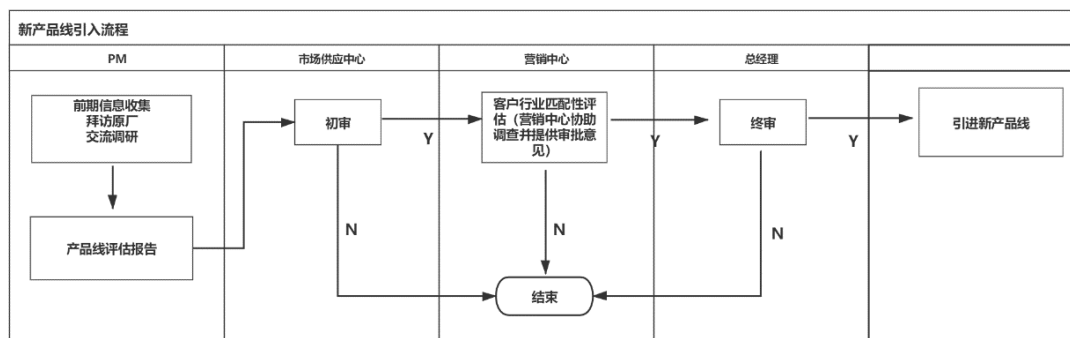 新产品线引入流程
PM
市场供应中心
营销中心
总经理
前期信息收集
拜访原厂
交流调研
初审
Y
客户行业匹配性评
估（营销中心协助
调查并提供审批意
见）
Y
终审
Y
引进新产品线
产品线评估报告
N
N
N
结束